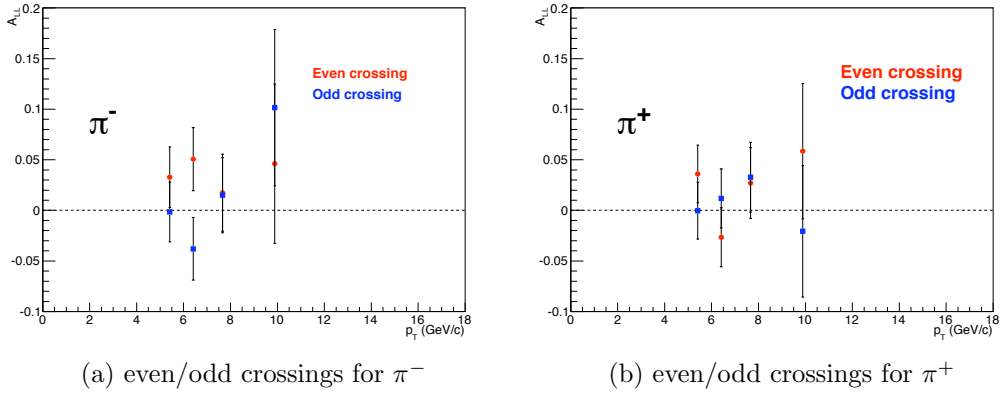 A_LL
0.2
0.15
0.1
0.05
0
-0.05
-0.1
Even crossing
Odd crossing
π⁻
0 2 4 6 8 10 12 14 16 18
p_T (GeV/c)
(a) even/odd crossings for π⁻
A_LL
0.2
0.15
0.1
0.05
0
-0.05
-0.1
Even crossing
Odd crossing
π⁺
0 2 4 6 8 10 12 14 16 18
p_T (GeV/c)
(b) even/odd crossings for π⁺